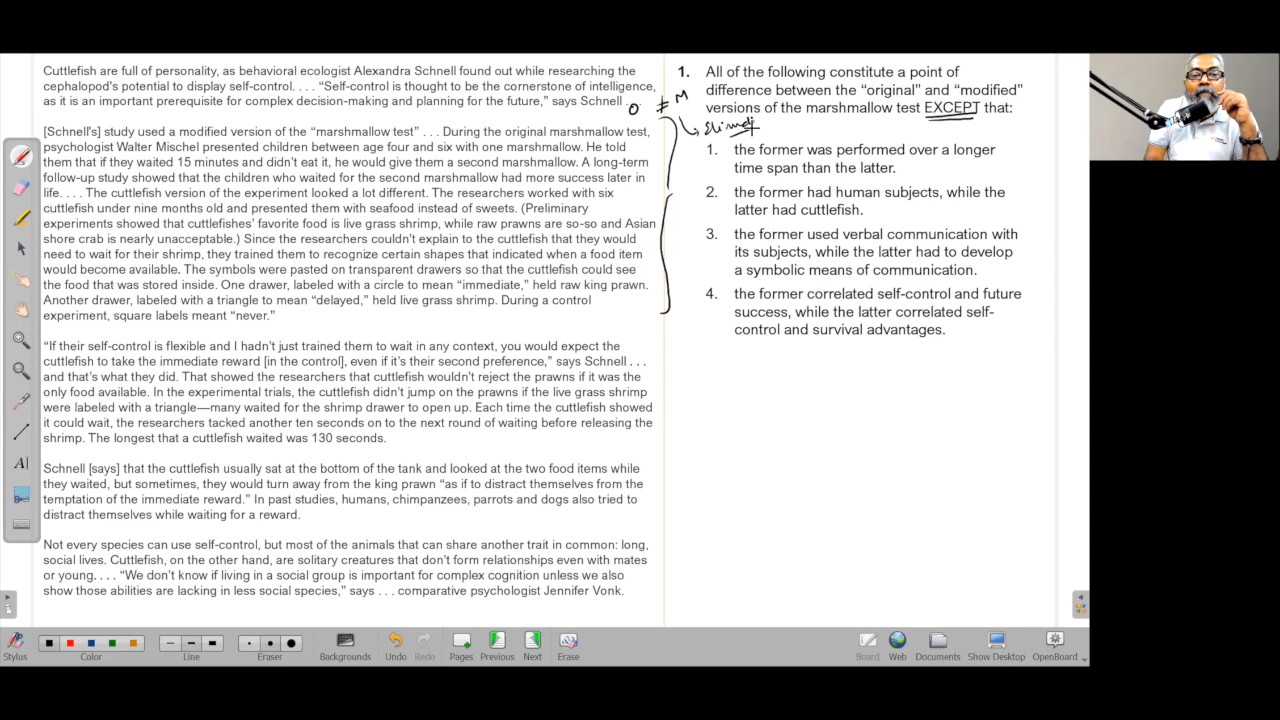 Cuttlefish are full of personality, as behavioral ecologist Alexandra Schnell found out while researching the
cephalopod's potential to display self-control. . . . “Self-control is thought to be the cornerstone of intelligence,
as it is an important prerequisite for complex decision-making and planning for the future,” says Schnell . . .
O ≠ M
[Schnell's] study used a modified version of the “marshmallow test” . . . During the original marshmallow test,
psychologist Walter Mischel presented children between age four and six with one marshmallow. He told
them that if they waited 15 minutes and didn't eat it, he would give them a second marshmallow. A long-term
follow-up study showed that the children who waited for the second marshmallow had more success later in
life. . . . The cuttlefish version of the experiment looked a lot different. The researchers worked with six
cuttlefish under nine months old and presented them with seafood instead of sweets. (Preliminary
experiments showed that cuttlefishes' favorite food is live grass shrimp, while raw prawns are so-so and Asian
shore crab is nearly unacceptable.) Since the researchers couldn't explain to the cuttlefish that they would
need to wait for their shrimp, they trained them to recognize certain shapes that indicated when a food item
would become available. The symbols were pasted on transparent drawers so that the cuttlefish could see
the food that was stored inside. One drawer, labeled with a circle to mean “immediate,” held raw king prawn.
Another drawer, labeled with a triangle to mean “delayed,” held live grass shrimp. During a control
experiment, square labels meant “never.”
“If their self-control is flexible and I hadn't just trained them to wait in any context, you would expect the
cuttlefish to take the immediate reward [in the control], even if it's their second preference,” says Schnell . . .
and that's what they did. That showed the researchers that cuttlefish wouldn't reject the prawns if it was the
only food available. In the experimental trials, the cuttlefish didn't jump on the prawns if the live grass shrimp
were labeled with a triangle—many waited for the shrimp drawer to open up. Each time the cuttlefish showed
it could wait, the researchers tacked another ten seconds on to the next round of waiting before releasing the
shrimp. The longest that a cuttlefish waited was 130 seconds.
Schnell [says] that the cuttlefish usually sat at the bottom of the tank and looked at the two food items while
they waited, but sometimes, they would turn away from the king prawn “as if to distract themselves from the
temptation of the immediate reward.” In past studies, humans, chimpanzees, parrots and dogs also tried to
distract themselves while waiting for a reward.
Not every species can use self-control, but most of the animals that can share another trait in common: long,
social lives. Cuttlefish, on the other hand, are solitary creatures that don't form relationships even with mates
or young. . . . “We don't know if living in a social group is important for complex cognition unless we also
show those abilities are lacking in less social species,” says . . . comparative psychologist Jennifer Vonk.
1. All of the following constitute a point of
difference between the “original” and “modified”
versions of the marshmallow test EXCEPT that:
1. the former was performed over a longer
time span than the latter.
2. the former had human subjects, while the
latter had cuttlefish.
3. the former used verbal communication with
its subjects, while the latter had to develop
a symbolic means of communication.
4. the former correlated self-control and future
success, while the latter correlated self-
control and survival advantages.
Stylus Color Line Eraser Backgrounds Undo Redo Pages Previous Next Erase Board Web Documents Show Desktop OpenBoard